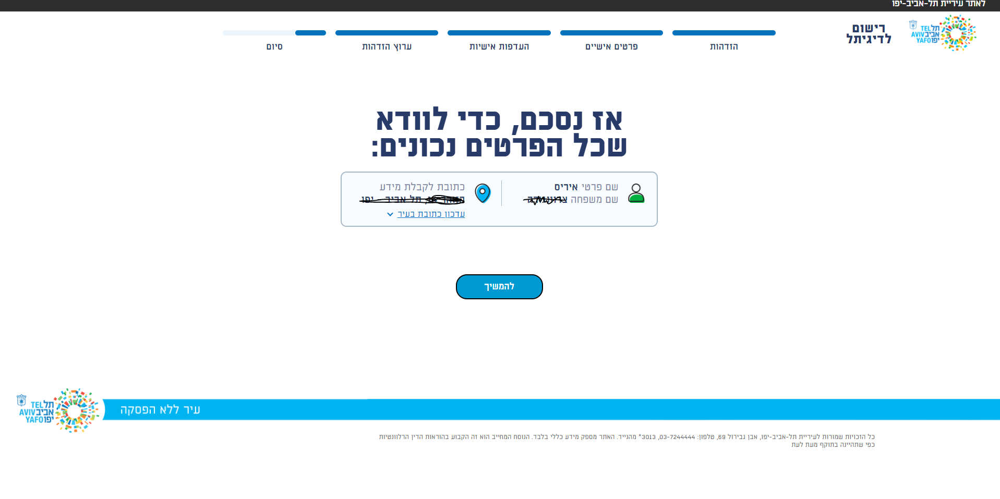 לאתר עיריית תל-אביב-יפו
תל TEL
אביב AVIV
יפו YAFO
רישום
לדיגיתל
הזדהות
פרטים אישיים
העדפות אישיות
ערוץ הזדהות
סיום
אז נסכם, כדי לוודא
שכל הפרטים נכונים:
שם פרטי איריס
שם משפחה
כתובת לקבלת מידע
תל אביב - יפו
עדכון כתובת בעיר
להמשיך
תל TEL
אביב AVIV
יפו YAFO
עיר ללא הפסקה
כל הזכויות שמורות לעיריית תל-אביב-יפו, אבן גבירול 69, טלפון: 03-7244444, 3013* מהנייד. האתר מספק מידע כללי בלבד. הנוסח המחייב הוא זה הקבוע בהוראות הדין הרלוונטיות
כפי שתהיינה בתוקף מעת לעת